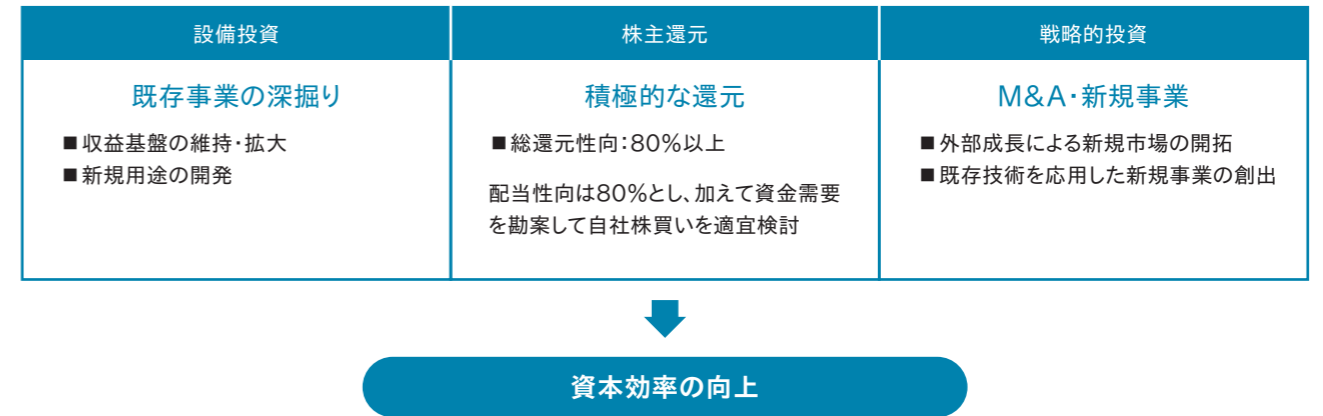 設備投資
既存事業の深掘り
■収益基盤の維持・拡大
■新規用途の開発
株主還元
積極的な還元
■総還元性向：80％以上
配当性向は80％とし、加えて資金需要
を勘案して自社株買いを適宜検討
戦略的投資
M&A・新規事業
■外部成長による新規市場の開拓
■既存技術を応用した新規事業の創出
資本効率の向上